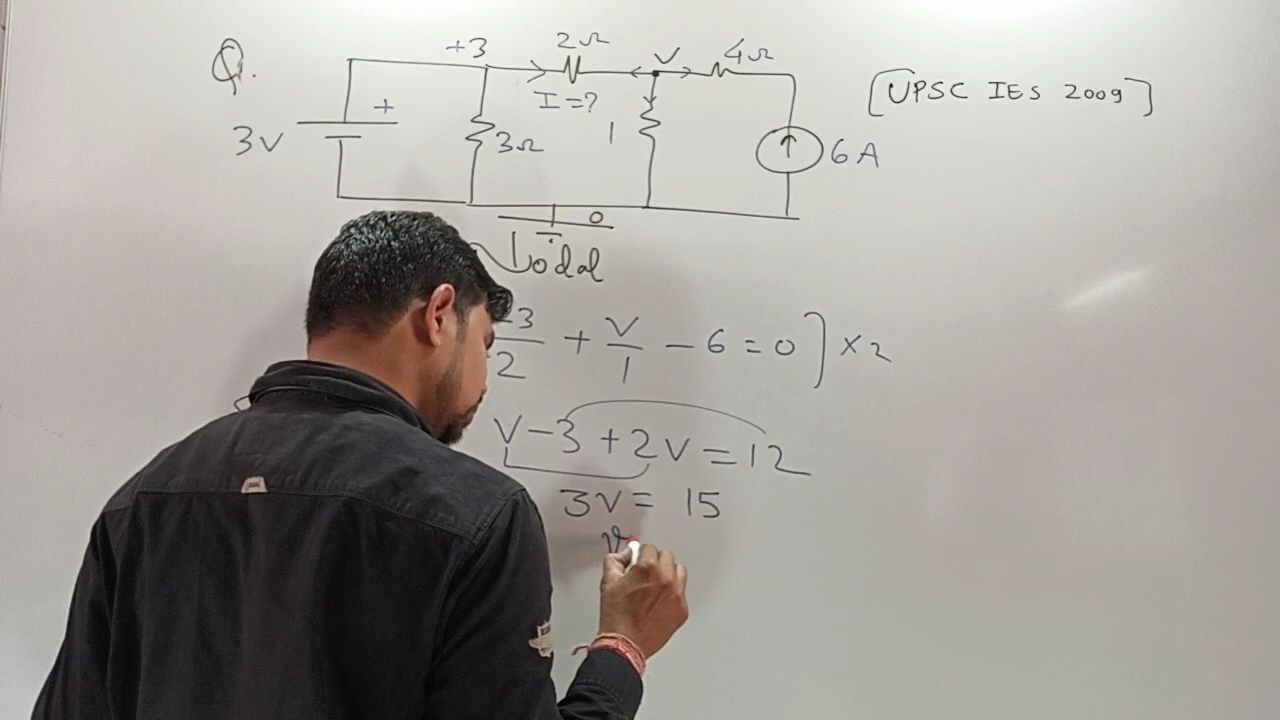 Q. +3 2Ω V 4Ω [UPSC IES 2009]
I=?
+
3V 3Ω 1 6A
0
Nodal
-3/2 + V/1 - 6 = 0] × 2
V - 3 + 2V = 12
3V = 15
V